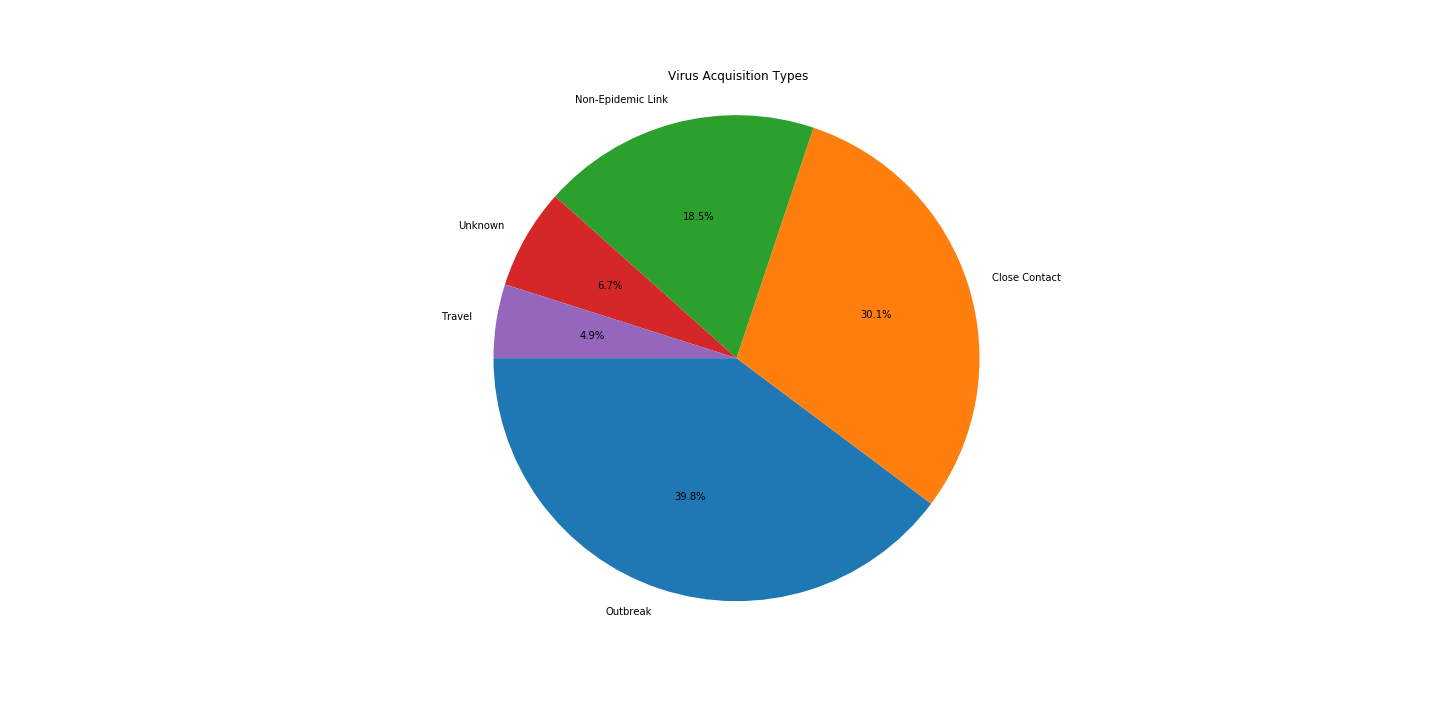 Virus Acquisition Types
Non-Epidemic Link
18.5%
Unknown
6.7%
Close Contact
30.1%
Travel
4.9%
39.8%
Outbreak